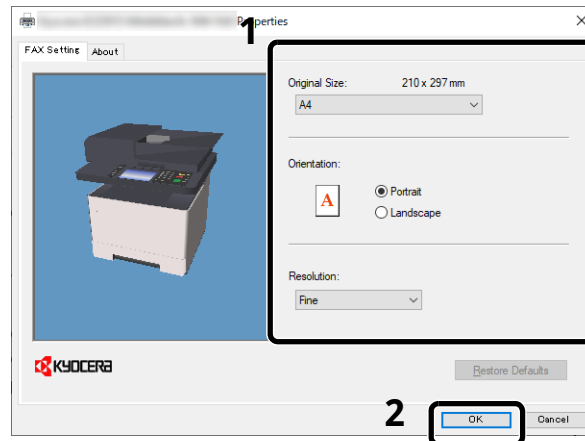 1
Properties
FAX Setting About
Original Size: 210 x 297 mm
A4
Orientation:
A
Portrait
Landscape
Resolution:
Fine
KYOCERA
Restore Defaults
2
OK Cancel